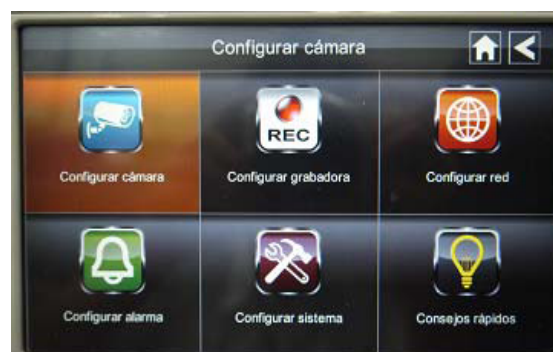 Configurar cámara
REC
Configurar cámara
Configurar grabadora
Configurar red
Configurar alarma
Configurar sistema
Consejos rápidos